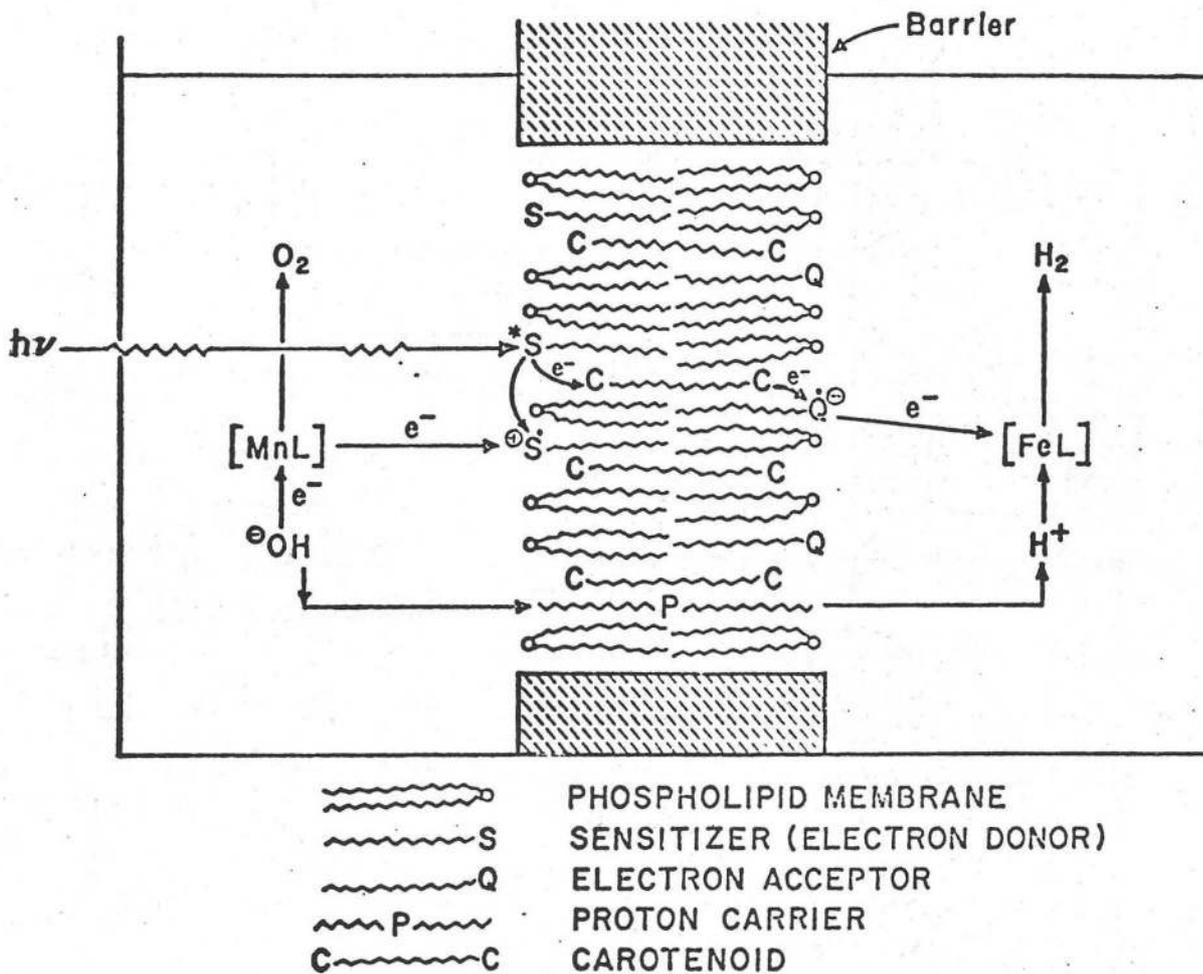 Barrier
S
C C
O₂ Q H₂
hν *S
e⁻ C C e⁻
Q̇⊖
e⁻
[MnL] e⁻ ⊕Ṡ [FeL]
e⁻ C C
⊖OH Q H⁺
C C
P
PHOSPHOLIPID MEMBRANE
S SENSITIZER (ELECTRON DONOR)
Q ELECTRON ACCEPTOR
P PROTON CARRIER
C C CAROTENOID